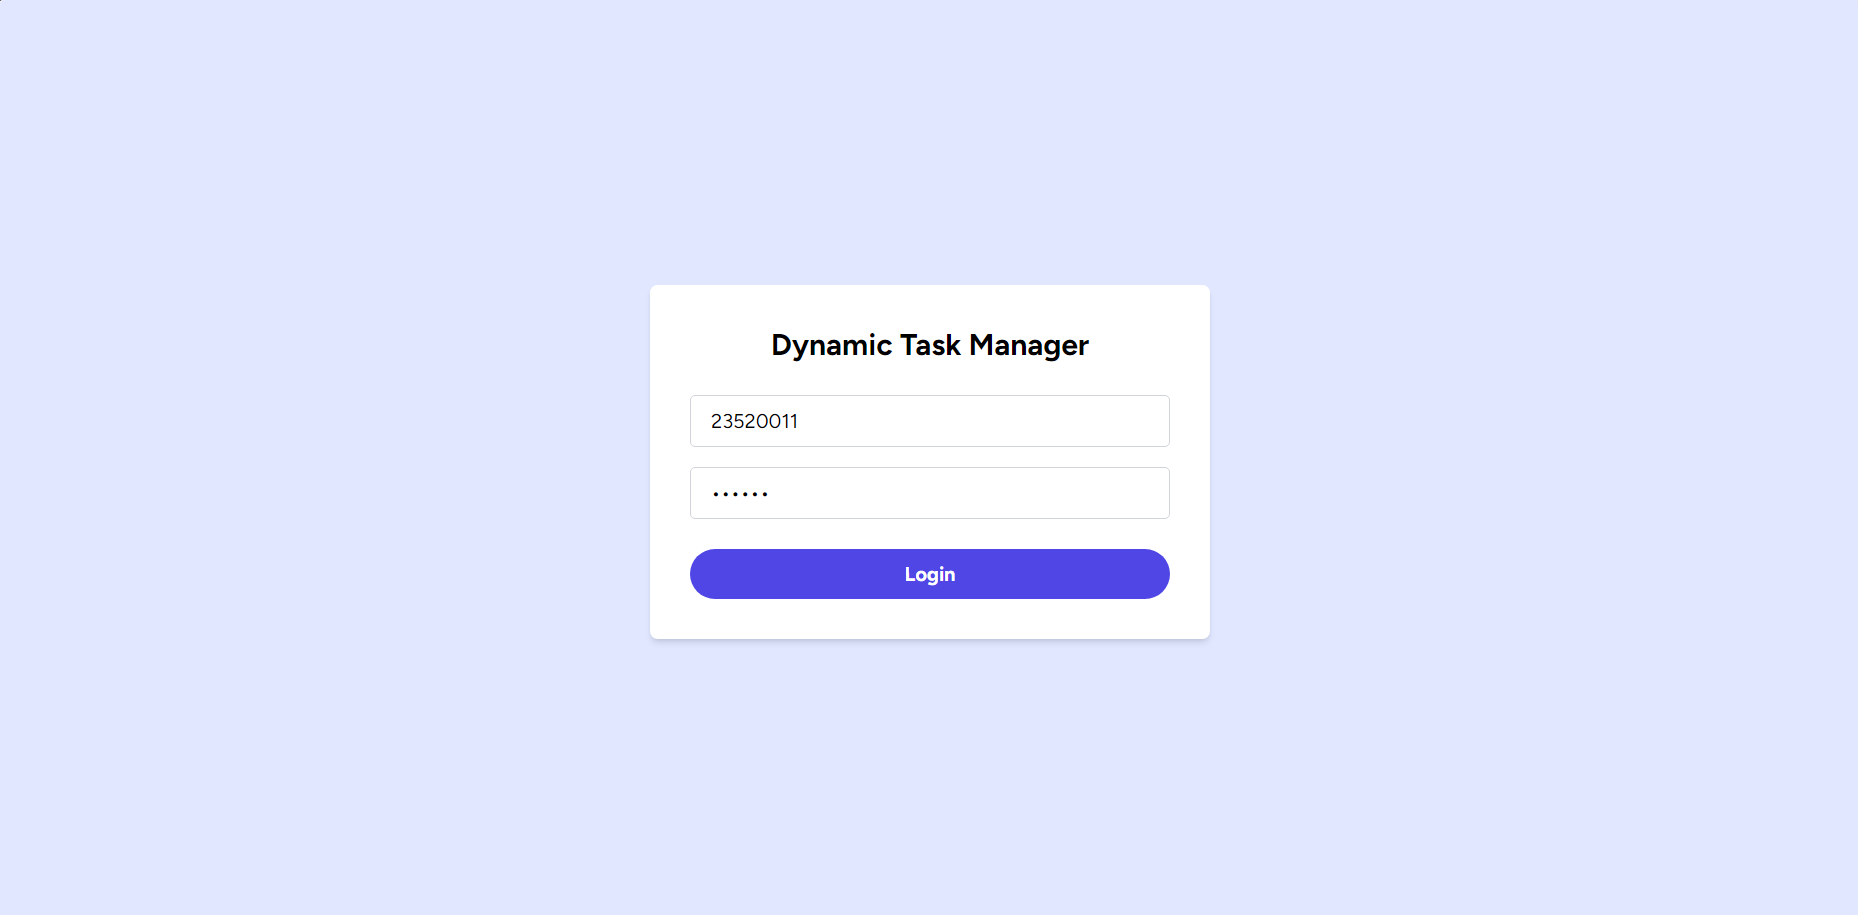 Dynamic Task Manager
23520011
••••••
Login